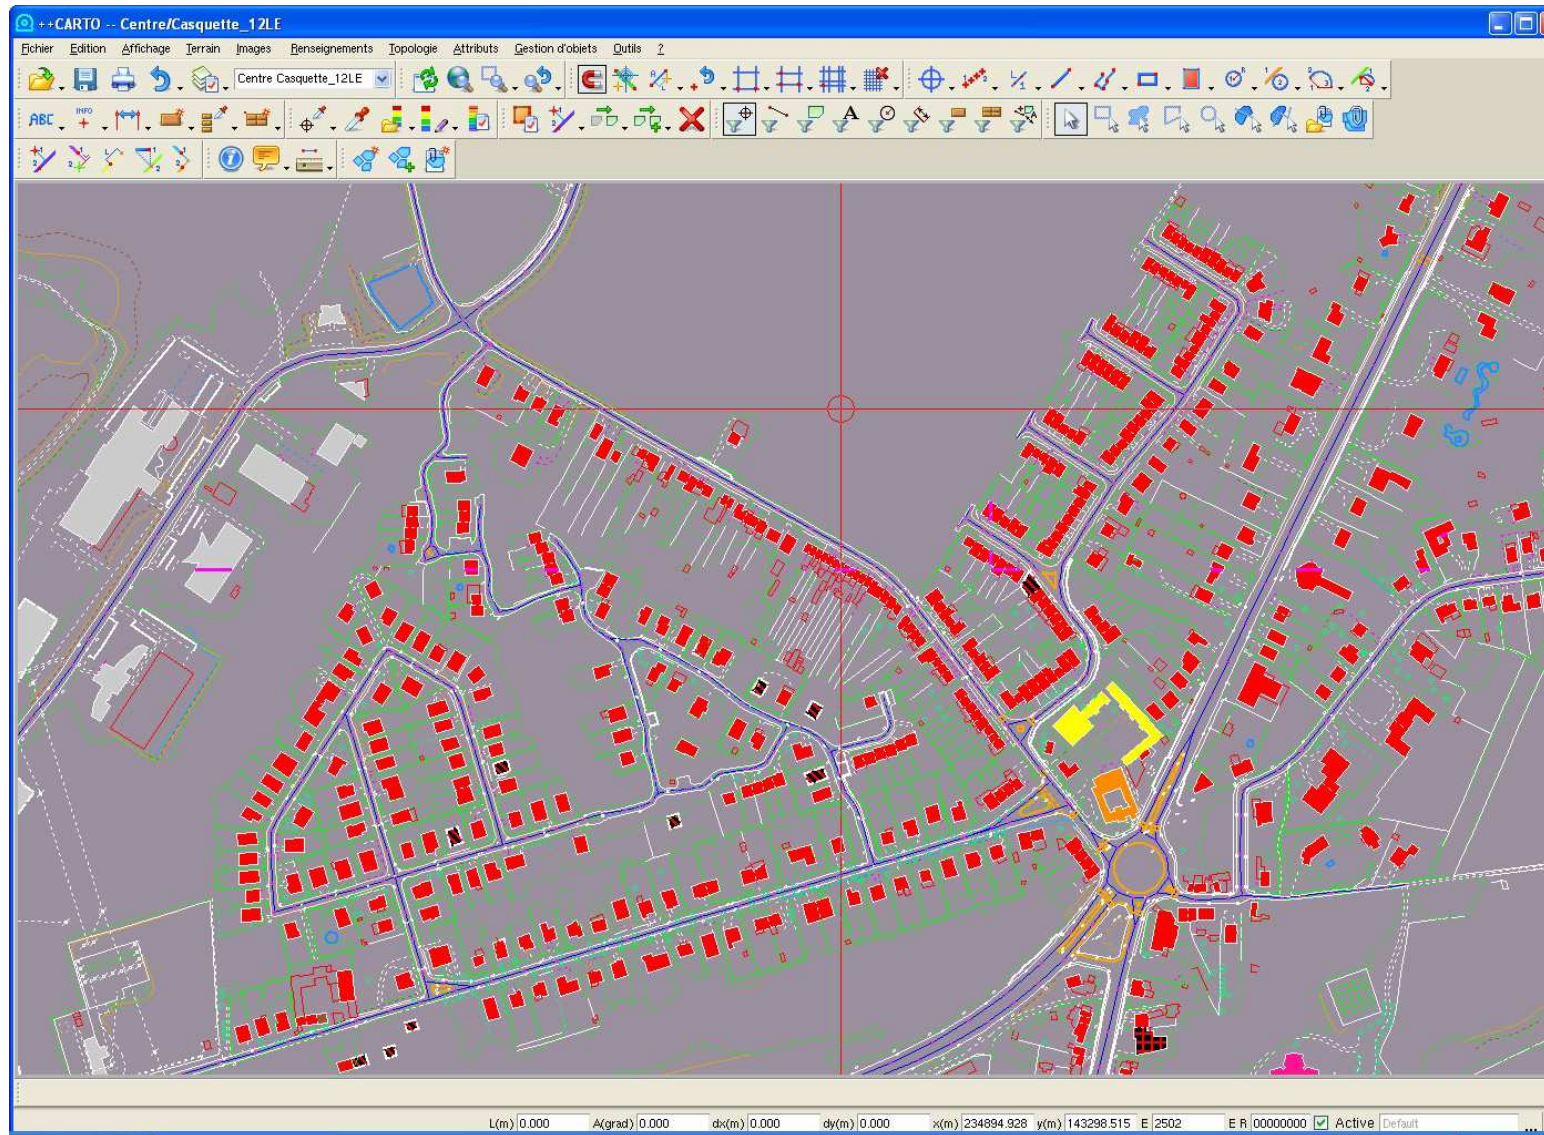 ++CARTO -- Centre/Casquette_12LE
Fichier Edition Affichage Terrain Images Renseignements Topologie Attributs Gestion d'objets Outils ?
Centre Casquette_12LE
ABC INFO
A
L(m) 0.000 A(grad) 0.000 dx(m) 0.000 dy(m) 0.000 x(m) 234894.928 y(m) 143298.515 E 2502 E R 00000000 Active Default ...